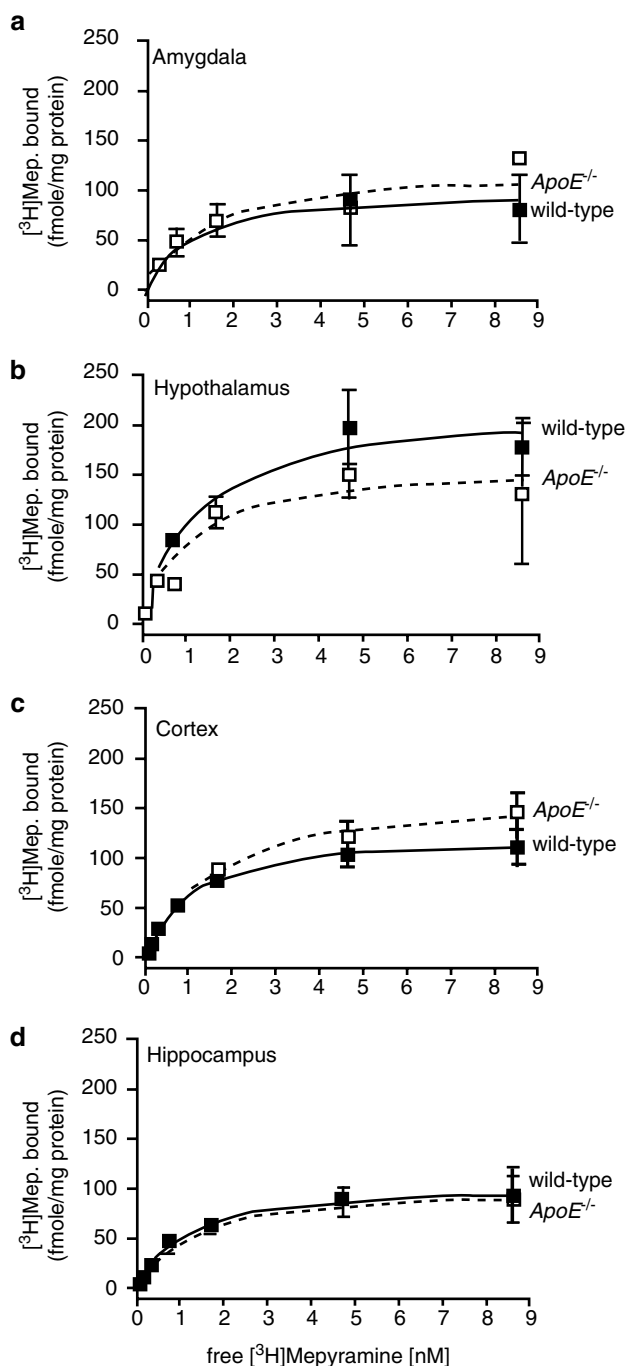 a
250
200
150
100
50
0
[³H]Mep. bound
(fmole/mg protein)
Amygdala
ApoE⁻/⁻
wild-type
0 1 2 3 4 5 6 7 8 9
b
250
200
150
100
50
0
[³H]Mep. bound
(fmole/mg protein)
Hypothalamus
wild-type
ApoE⁻/⁻
0 1 2 3 4 5 6 7 8 9
c
250
200
150
100
50
0
[³H]Mep. bound
(fmole/mg protein)
Cortex
ApoE⁻/⁻
wild-type
0 1 2 3 4 5 6 7 8 9
d
250
200
150
100
50
0
[³H]Mep. bound
(fmole/mg protein)
Hippocampus
wild-type
ApoE⁻/⁻
0 1 2 3 4 5 6 7 8 9
free [³H]Mepyramine [nM]